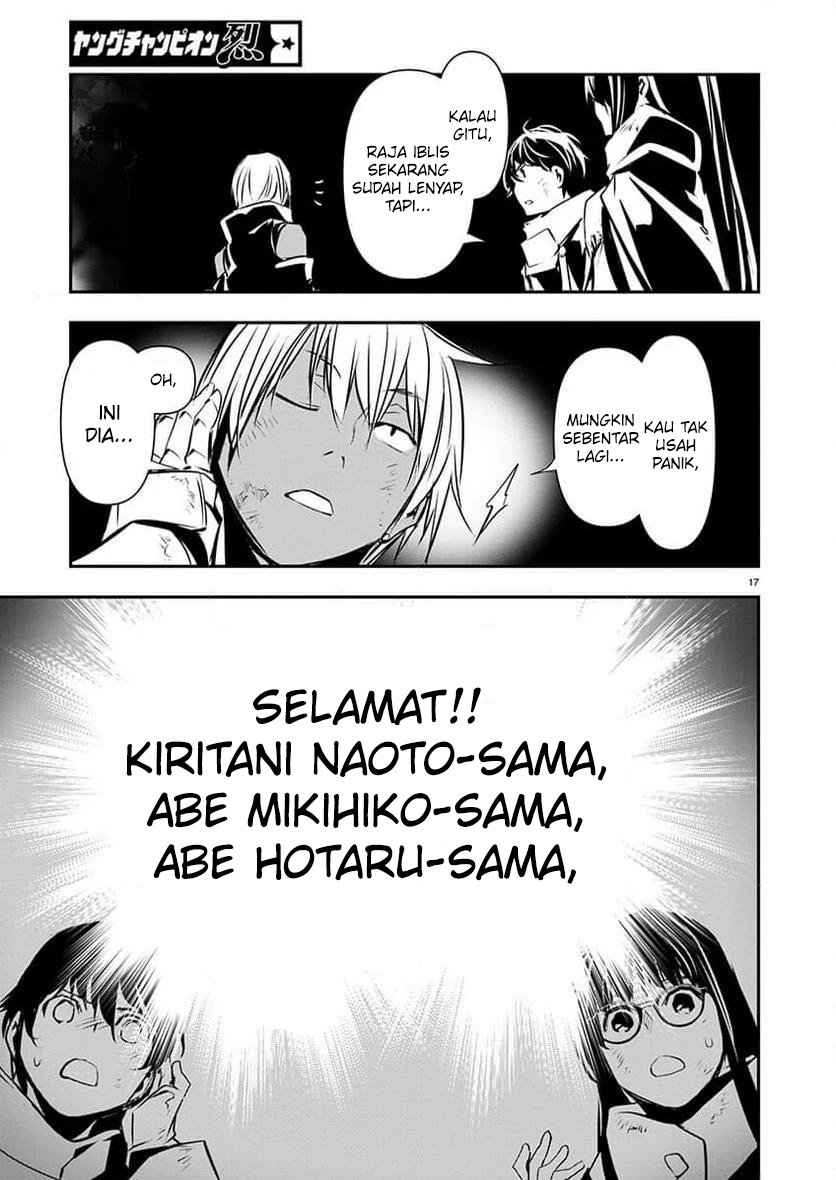 ヤングチャンピオン烈
KALAU
GITU,
RAJA IBLIS
SEKARANG
SUDAH LENYAP,
TAPI...
KAU TAK
USAH
PANIK,
MUNGKIN
SEBENTAR
LAGI...
OH,
INI
DIA...
17
SELAMAT!!
KIRITANI NAOTO-SAMA,
ABE MIKIHIKO-SAMA,
ABE HOTARU-SAMA,